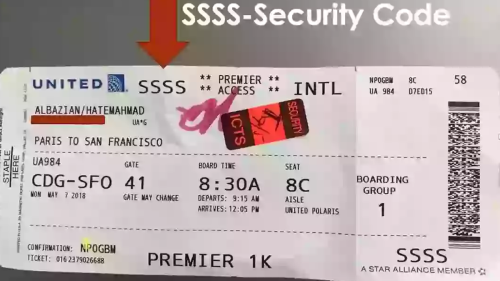 SSSS-Security Code
UNITED SSSS ** PREMIER ** INTL
** ACCESS **
NPOGBM 8C 58
UA 984 D7ED15
ALBAZIAN/HATEMAHMAD
UA*G
ICTS SECURITY
PARIS TO SAN FRANCISCO
STAPLE
HERE
UA984 GATE BOARD TIME SEAT
CDG-SFO 41 8:30A 8C BOARDING
GROUP
MON MAY 7 2018 GATE MAY CHANGE DEPARTS: 9:15 AM AISLE
ARRIVES: 12:05 PM UNITED POLARIS 1
CONFIRMATION: NPOGBM
TICKET: 016 2379026688
PREMIER 1K
SSSS
A STAR ALLIANCE MEMBER